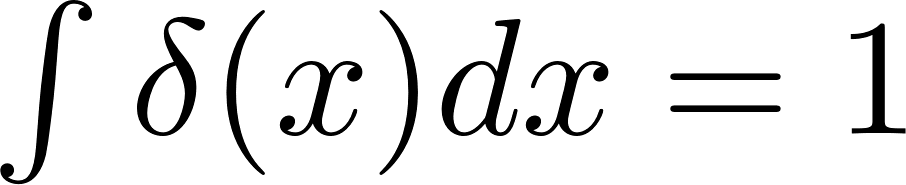 ∫ δ(x)dx = 1